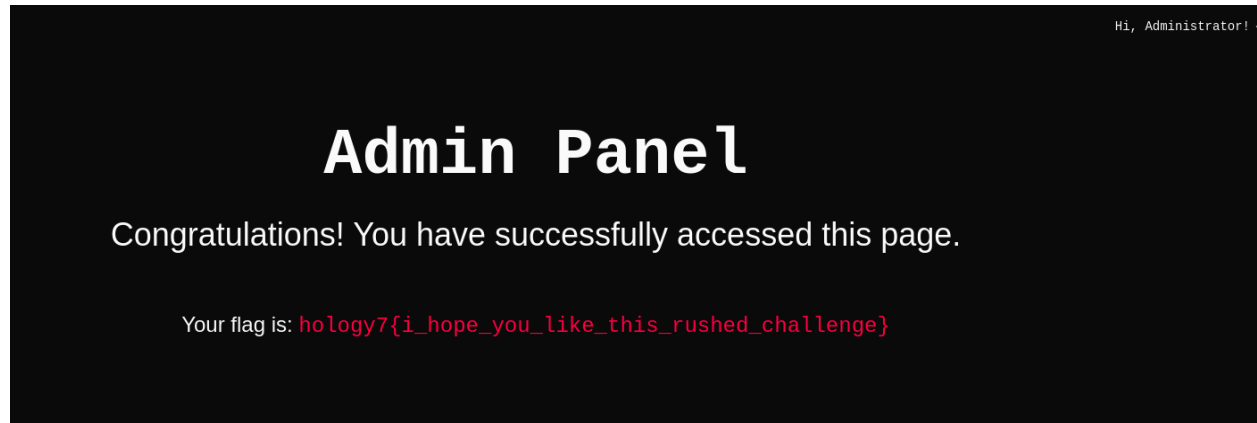 Hi, Administrator!
Admin Panel
Congratulations! You have successfully accessed this page.
Your flag is: hology7{i_hope_you_like_this_rushed_challenge}